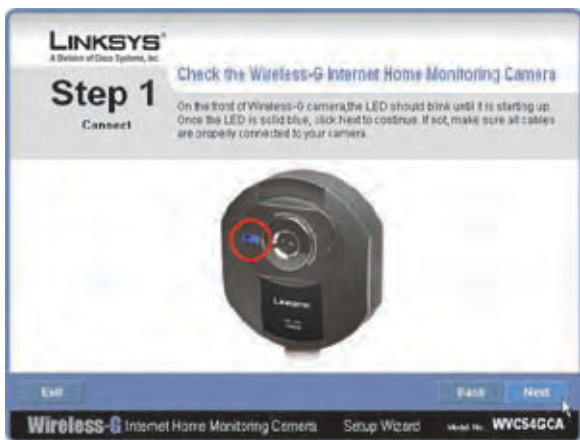 LINKSYS®
A Division of Cisco Systems, Inc.
Step 1
Connect
Check the Wireless-G Internet Home Monitoring Camera
On the front of Wireless-G camera,the LED should blink until it is starting up.
Once the LED is solid blue, click Next to continue. If not, make sure all cables
are properly connected to your camera.
LINKSYS
Exit
Back
Next
Wireless-G Internet Home Monitoring Camera
Setup Wizard
Model No.
WVC54GCA